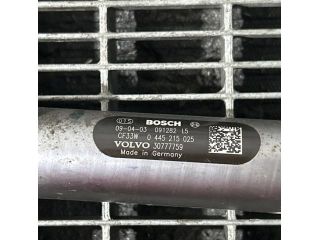 BOSCH
09-04-03 091282 L5
CF33W 0 445 215 025
VOLVO 30777759
Made in Germany